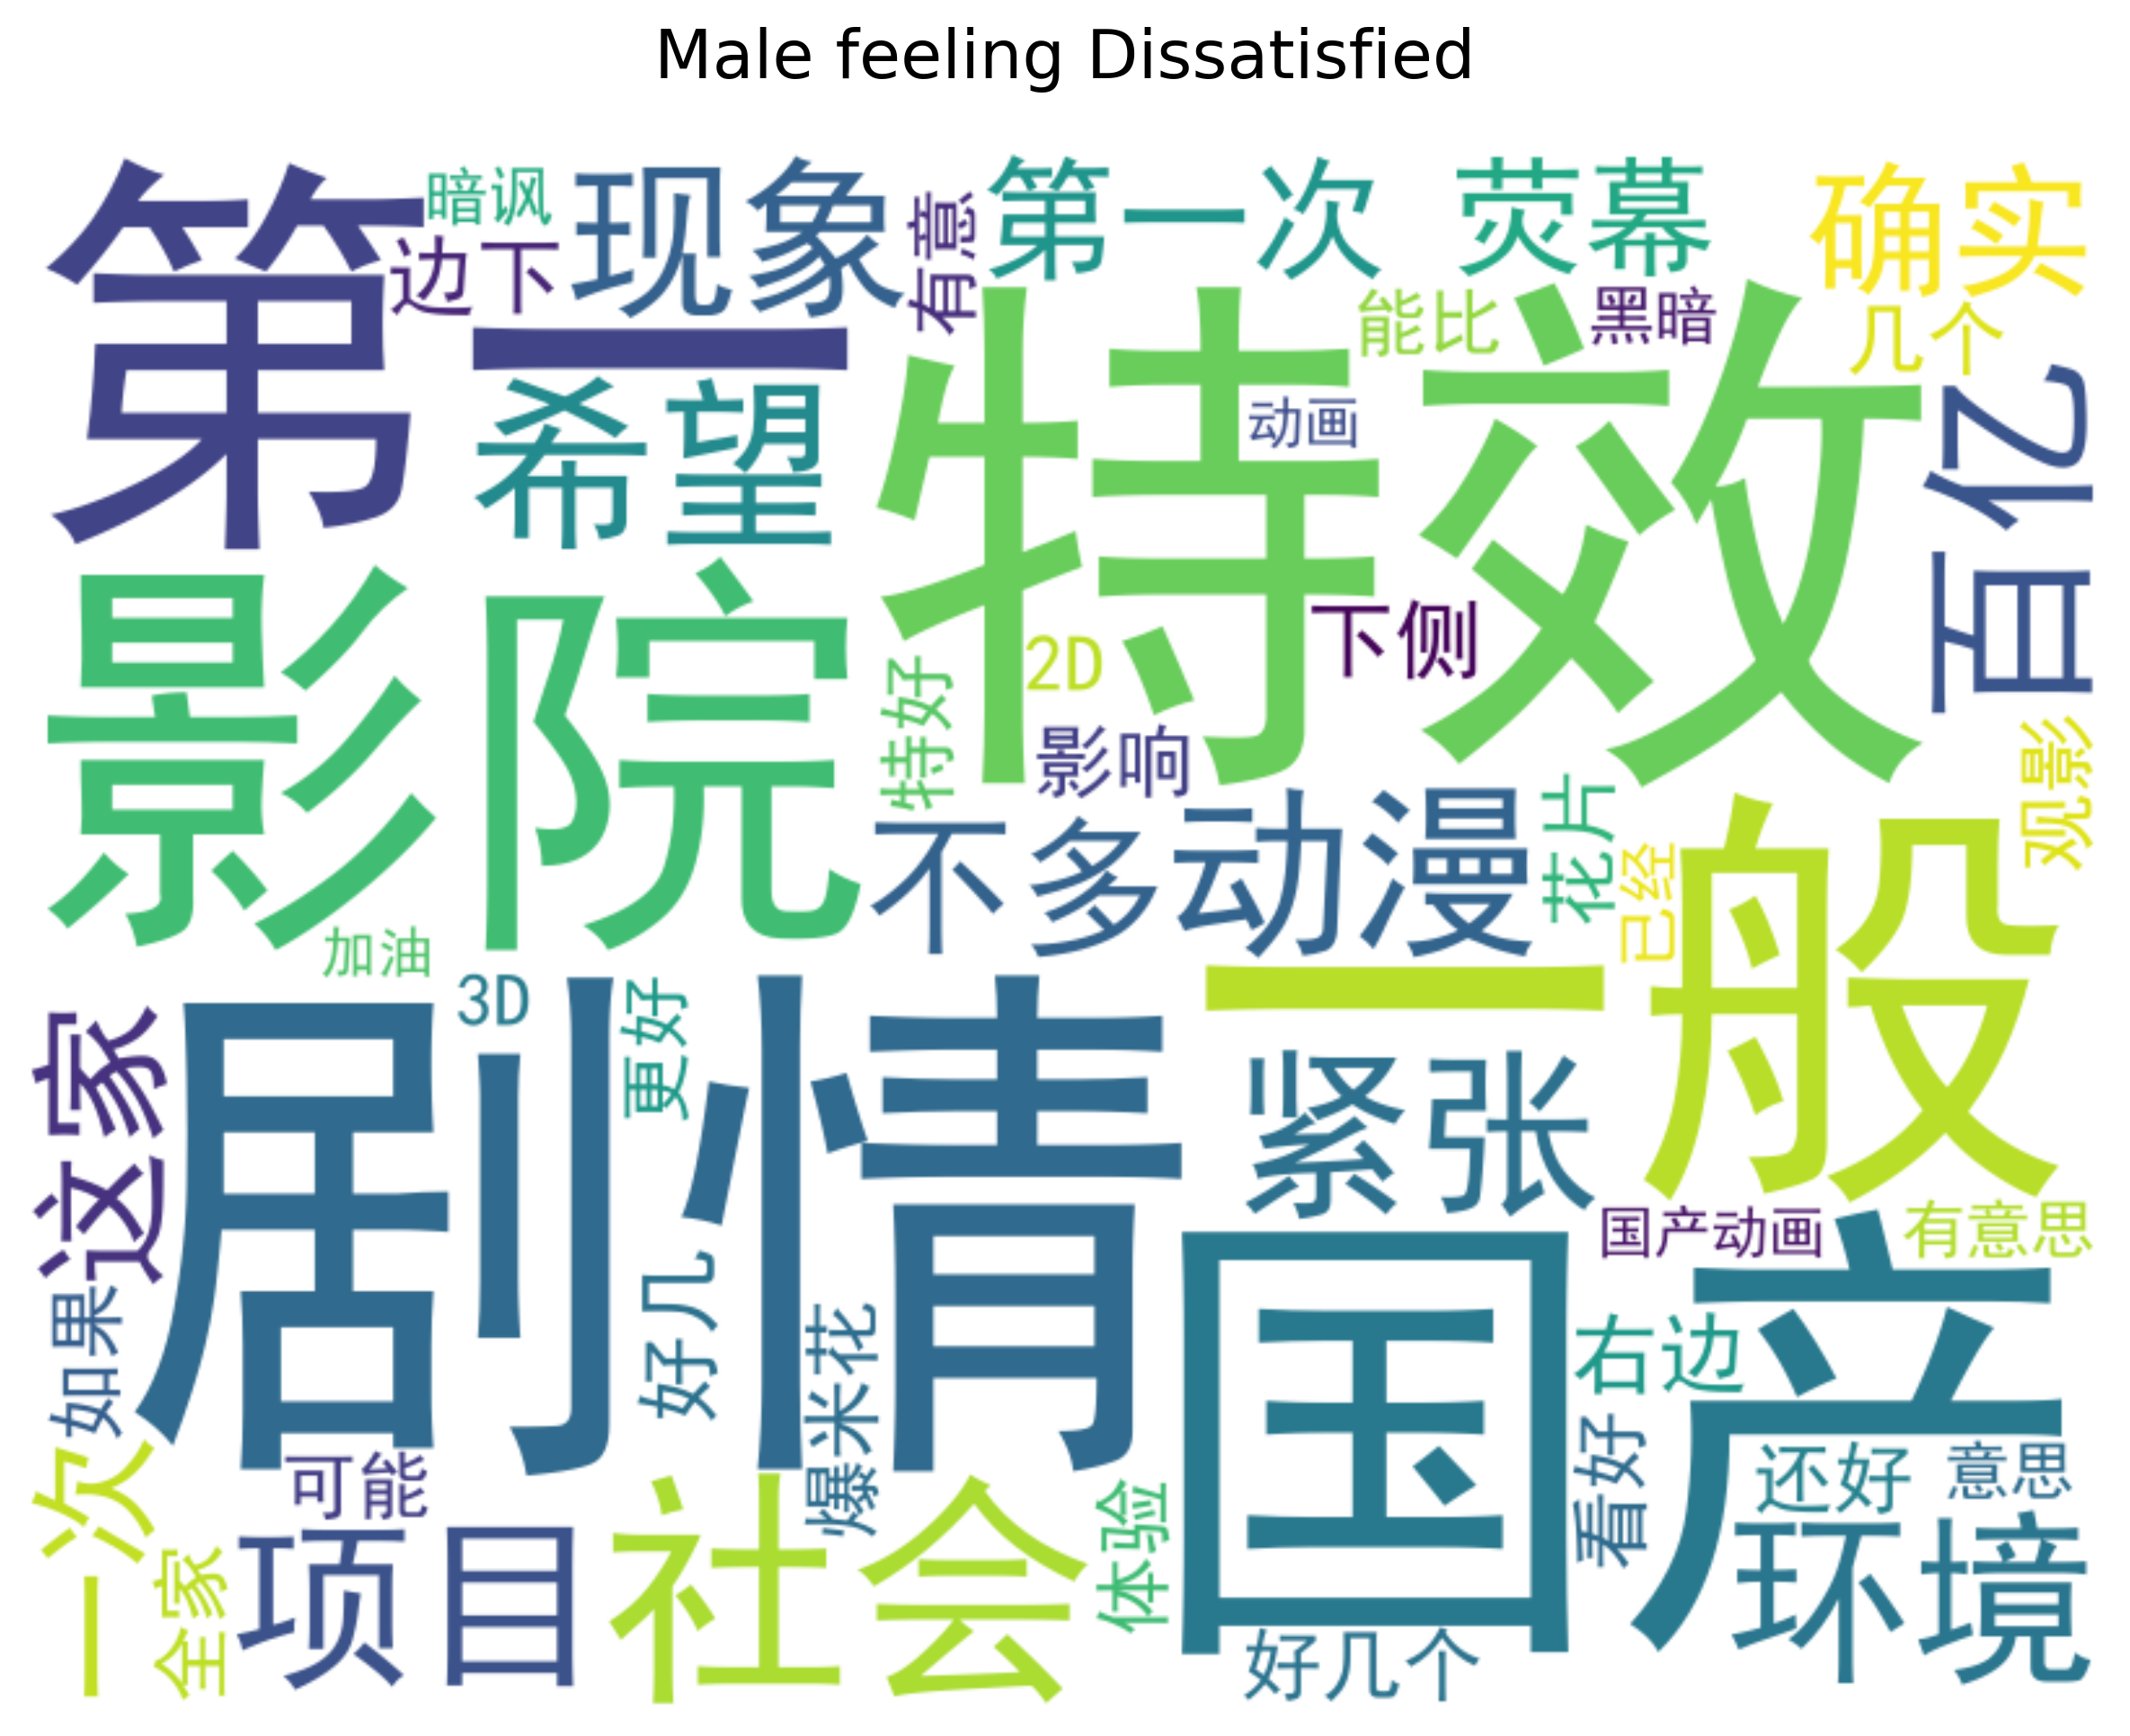 Male feeling Dissatisfied
第一
暗讽
边下
现象
有意
第一次
荧幕
确实
能比
黑暗
几个
希望
特效
动画
百亿
影院
2D
下侧
特好
影响
观影
不多
动漫
花片
已经
一般
加油
3D
更好
这家
剧情
紧张
国产动画
有意思
国产
如果
好几
爆米花
右边
看好
还好
意思
一次
可能
全家
项目
社会
体验
环境
好几个